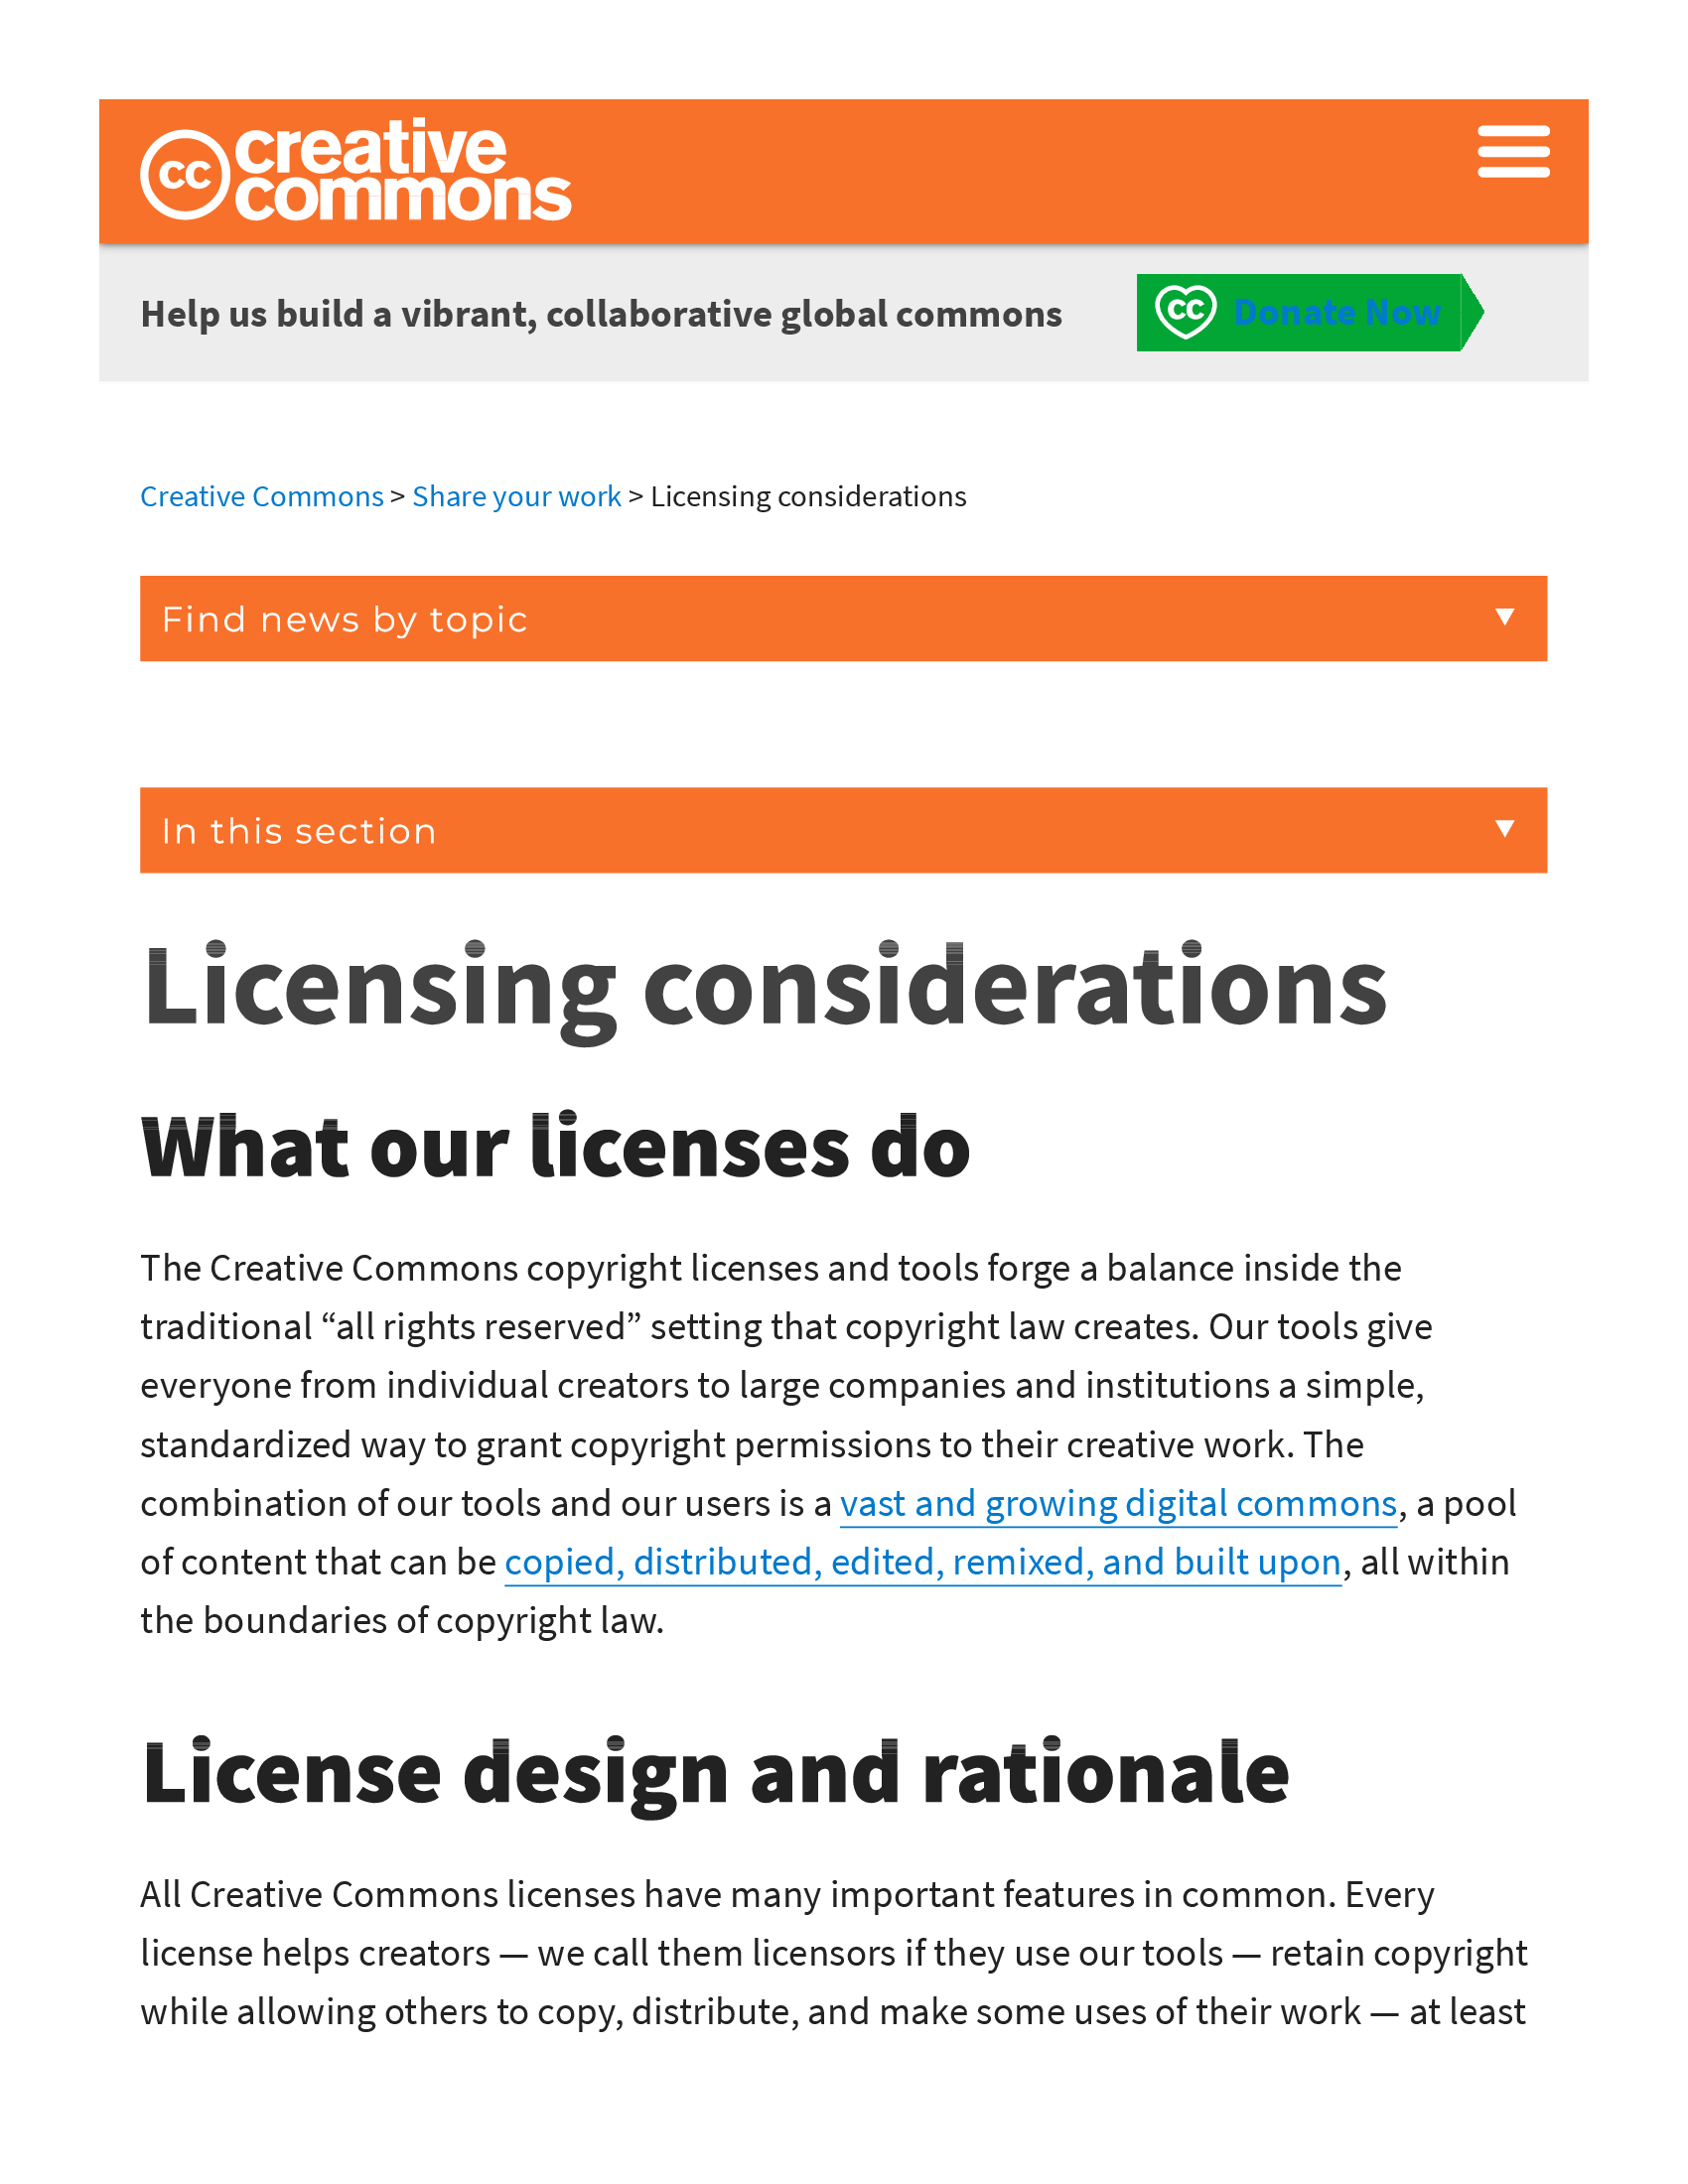 cc creative
commons
Help us build a vibrant, collaborative global commons
cc Donate Now
Creative Commons > Share your work > Licensing considerations
Find news by topic
In this section
Licensing considerations
What our licenses do
The Creative Commons copyright licenses and tools forge a balance inside the
traditional “all rights reserved” setting that copyright law creates. Our tools give
everyone from individual creators to large companies and institutions a simple,
standardized way to grant copyright permissions to their creative work. The
combination of our tools and our users is a vast and growing digital commons, a pool
of content that can be copied, distributed, edited, remixed, and built upon, all within
the boundaries of copyright law.
License design and rationale
All Creative Commons licenses have many important features in common. Every
license helps creators — we call them licensors if they use our tools — retain copyright
while allowing others to copy, distribute, and make some uses of their work — at least